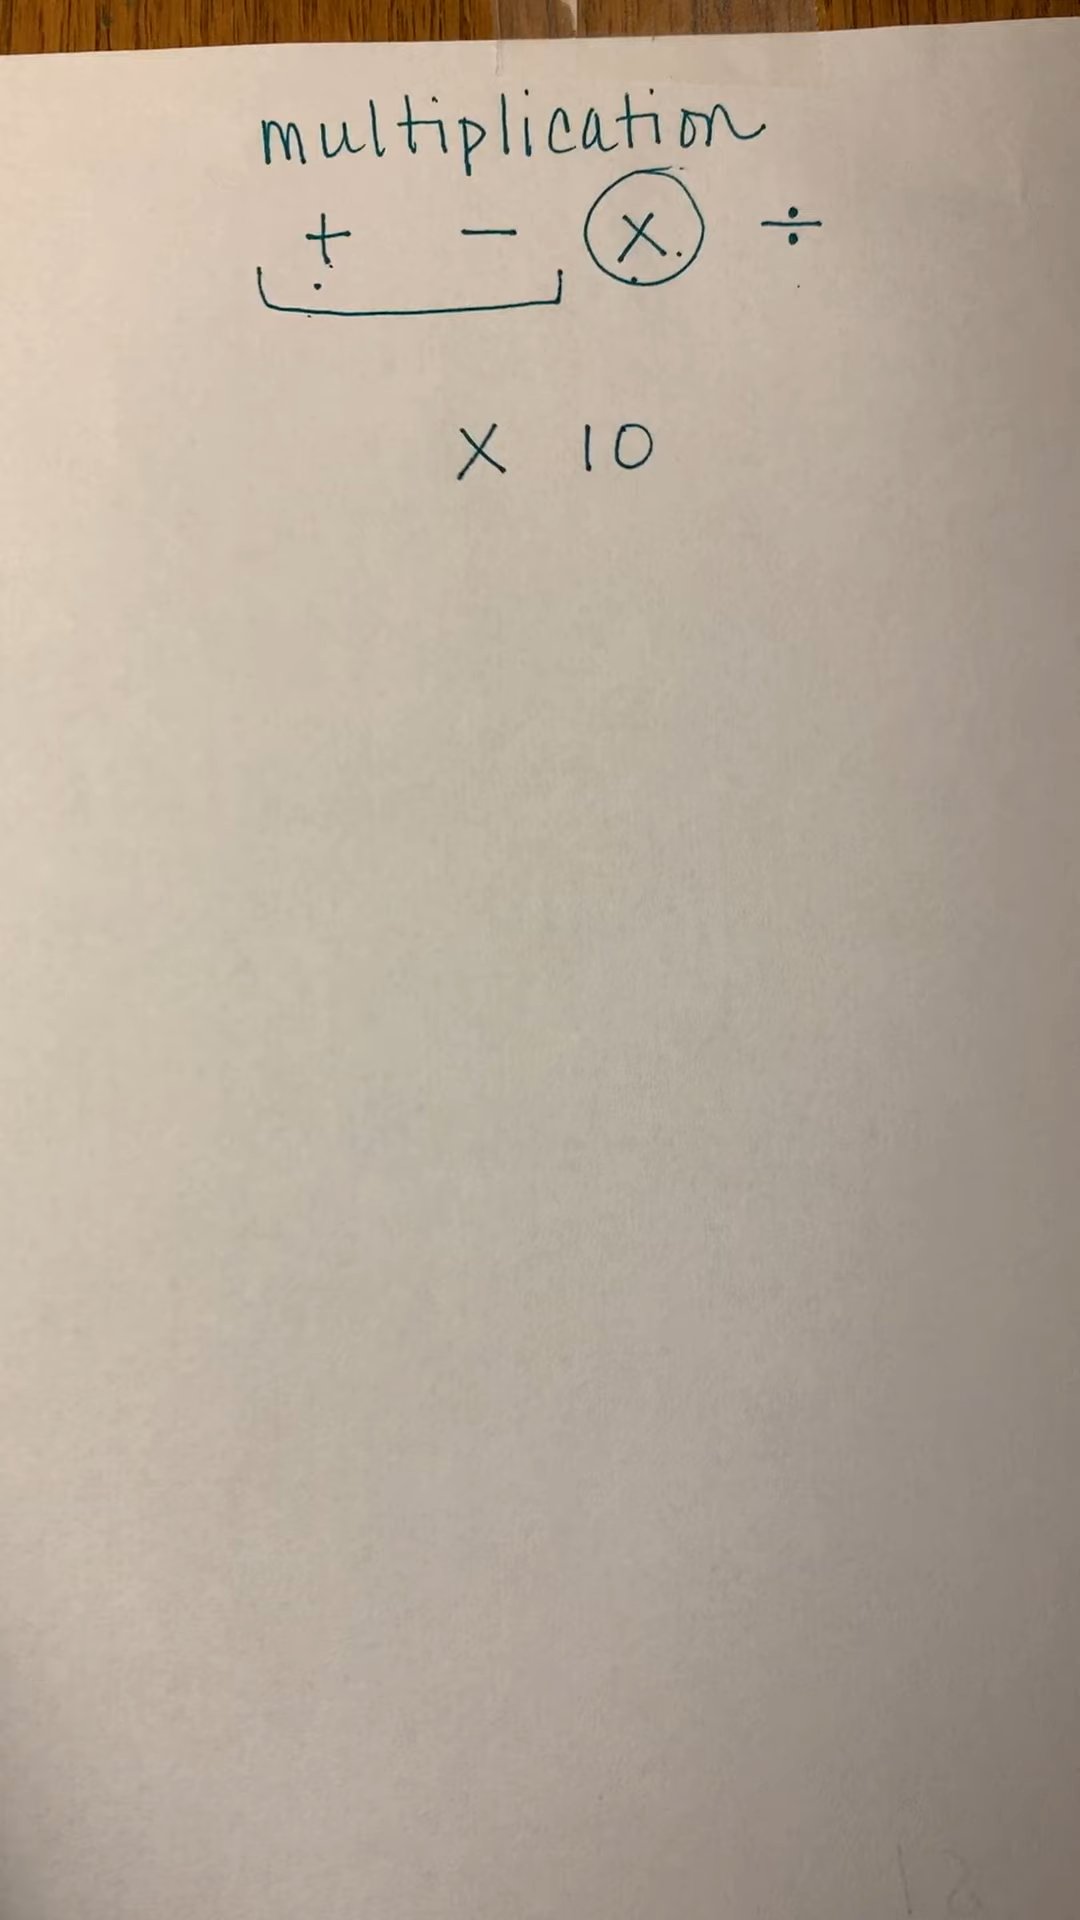 multiplication
+ - x ÷
x 10